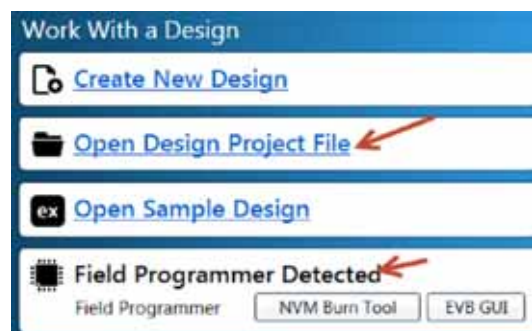 Work With a Design
Create New Design
Open Design Project File
ex Open Sample Design
Field Programmer Detected
Field Programmer NVM Burn Tool EVB GUI